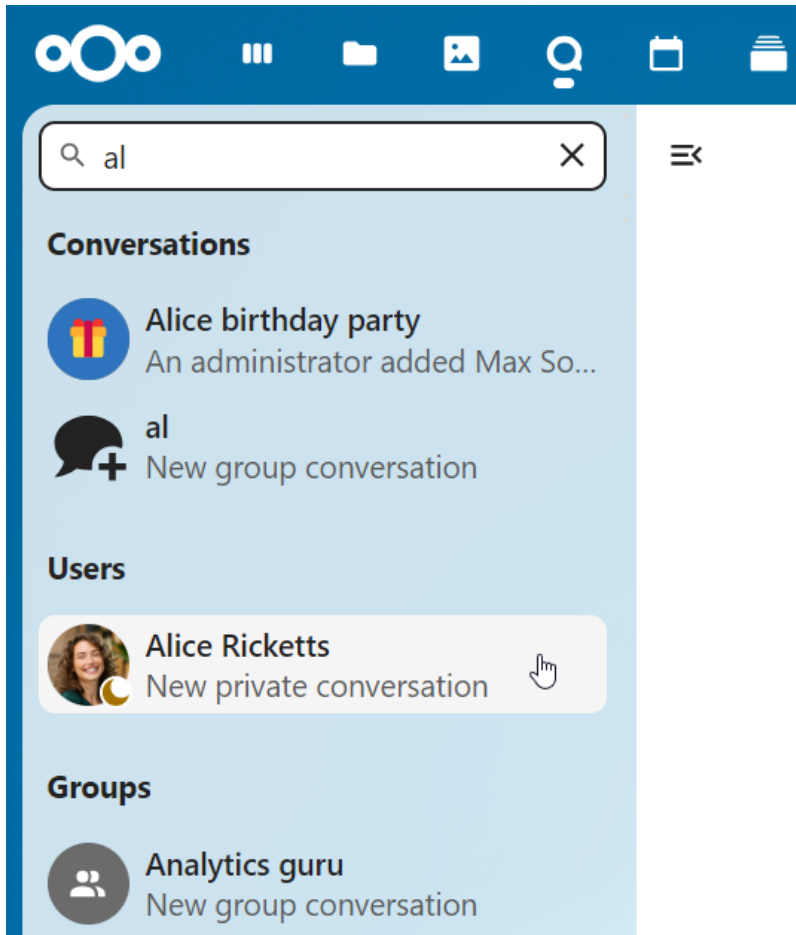 al
Conversations
Alice birthday party
An administrator added Max So...
al
New group conversation
Users
Alice Ricketts
New private conversation
Groups
Analytics guru
New group conversation